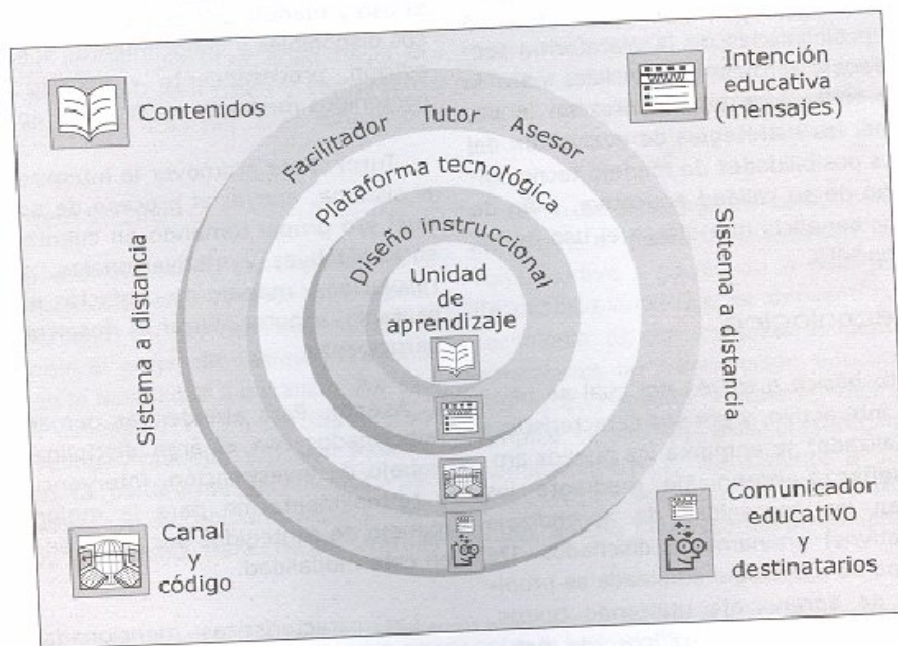 Contenidos
Intención
educativa
(mensajes)
Facilitador Tutor Asesor
Plataforma tecnológica
Diseño instruccional
Unidad
de
aprendizaje
Sistema a distancia
Sistema a distancia
Canal
y
código
Comunicador
educativo
y
destinatarios